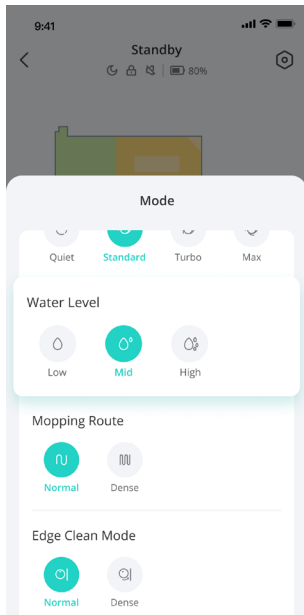 9:41
Standby
80%
Mode
Quiet Standard Turbo Max
Water Level
Low Mid High
Mopping Route
Normal Dense
Edge Clean Mode
Normal Dense